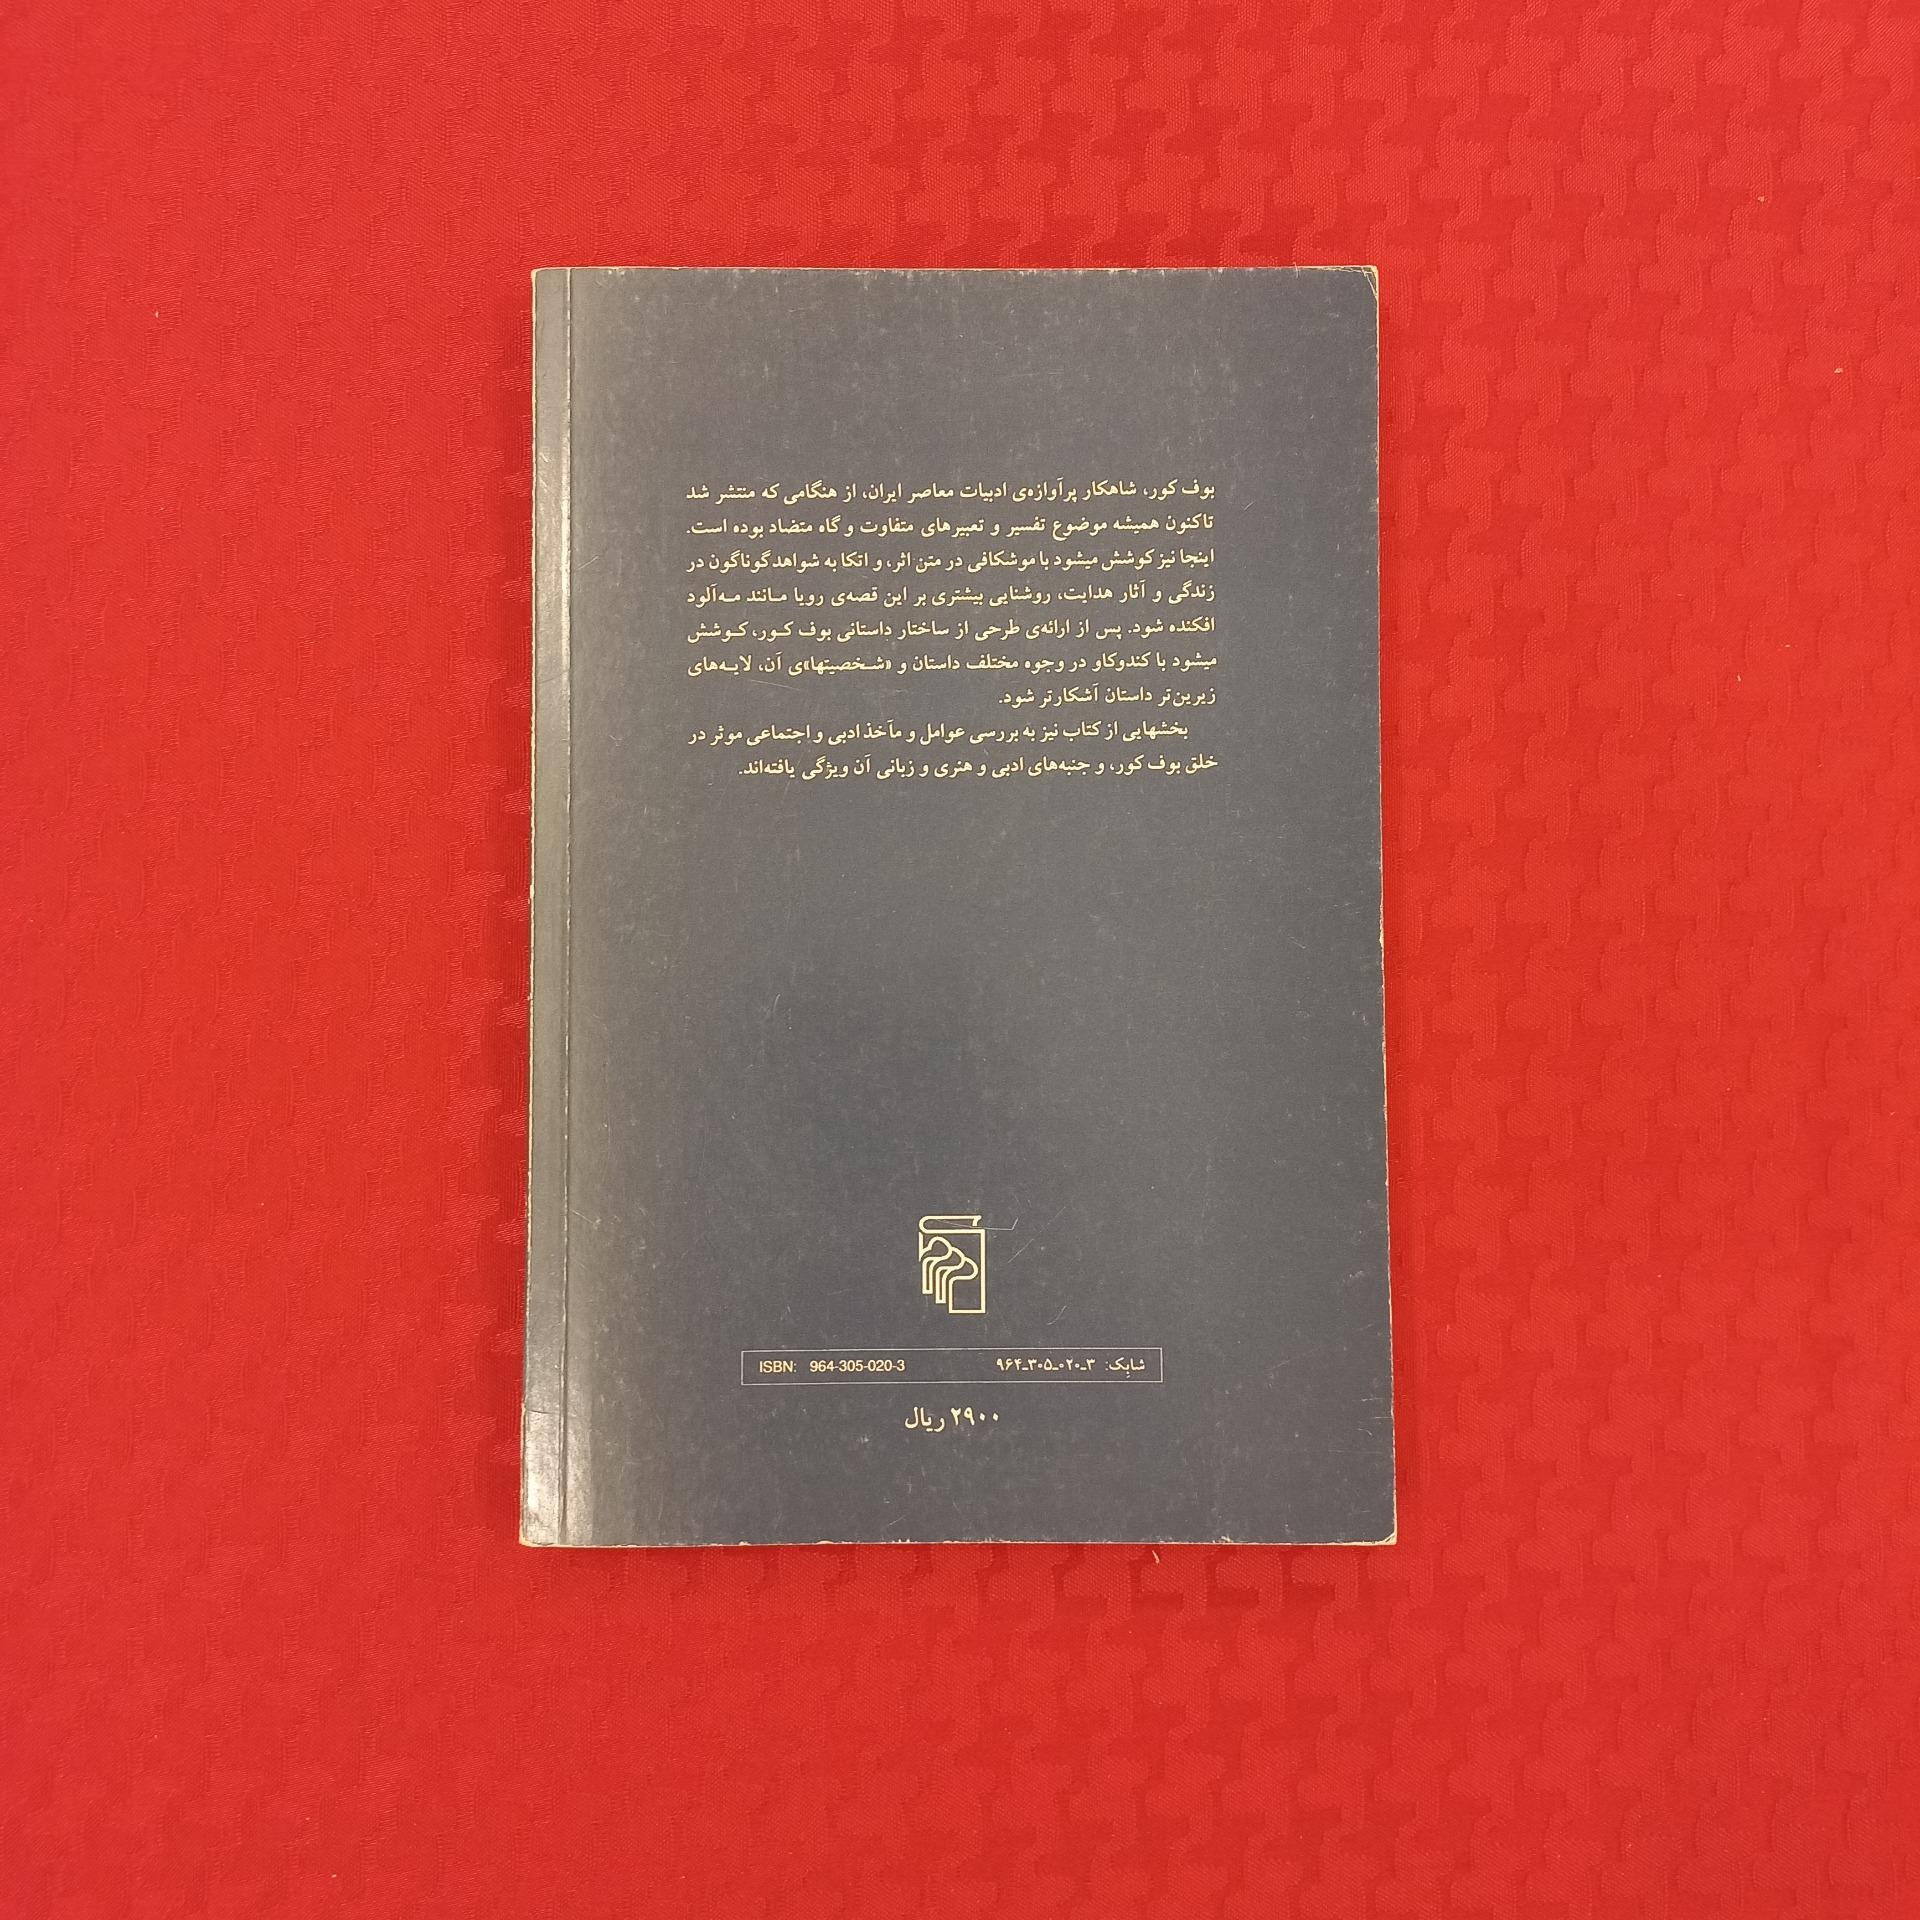 بوف کور، شاهکار پرآوازه‌ی ادبیات معاصر ایران، از هنگامی که منتشر شد
تاکنون همیشه موضوع تفسیر و تعبیرهای متفاوت و گاه متضاد بوده است.
اینجا نیز کوشش میشود با موشکافی در متن اثر، و اتکا به شواهد گوناگون در
زندگی و آثار هدایت، روشنایی بیشتری بر این قصه‌ی رویا مانند مه‌آلود
افکنده شود. پس از ارائه‌ی طرحی از ساختار داستانی بوف کور، کوشش
میشود با کندوکاو در وجوه مختلف داستان و «شخصیتها»ی آن، لایه‌های
زیرین‌تر داستان آشکارتر شود.
بخشهایی از کتاب نیز به بررسی عوامل و مآخذ ادبی و اجتماعی موثر در
خلق بوف کور، و جنبه‌های ادبی و هنری و زبانی آن ویژگی یافته‌اند.
شابک: ۳-۰۲۰-۳۰۵-۹۶۴ ISBN: 964-305-020-3
۲۹۰۰ ریال